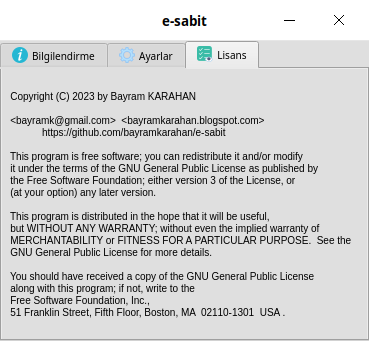 e-sabit
Bilgilendirme
Ayarlar
Lisans
Copyright (C) 2023 by Bayram KARAHAN
<bayramk@gmail.com>  <bayramkarahan.blogspot.com>
https://github.com/bayramkarahan/e-sabit
This program is free software; you can redistribute it and/or modify
it under the terms of the GNU General Public License as published by
the Free Software Foundation; either version 3 of the License, or
(at your option) any later version.
This program is distributed in the hope that it will be useful,
but WITHOUT ANY WARRANTY; without even the implied warranty of
MERCHANTABILITY or FITNESS FOR A PARTICULAR PURPOSE.  See the
GNU General Public License for more details.
You should have received a copy of the GNU General Public License
along with this program; if not, write to the
Free Software Foundation, Inc.,
51 Franklin Street, Fifth Floor, Boston, MA  02110-1301  USA .